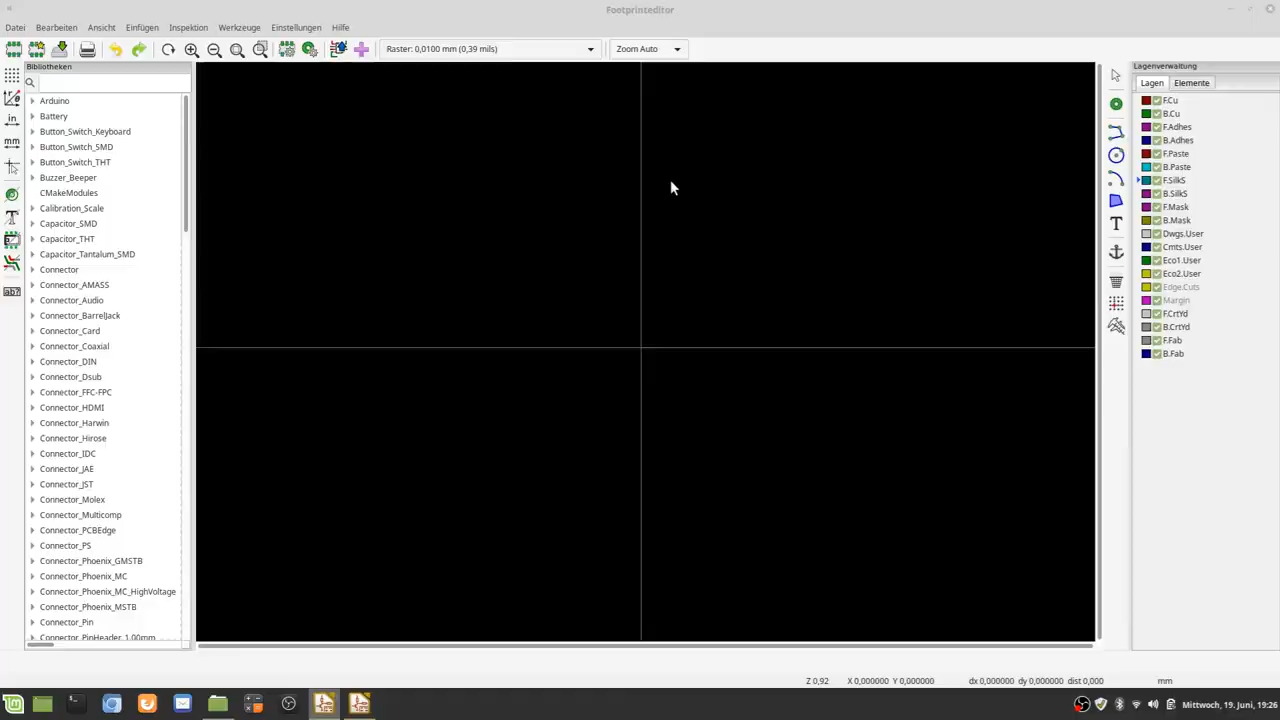 Footprinteditor
Datei Bearbeiten Ansicht Einfügen Inspektion Werkzeuge Einstellungen Hilfe
Raster: 0,0100 mm (0,39 mils) Zoom Auto
Bibliotheken
Arduino
Battery
Button_Switch_Keyboard
Button_Switch_SMD
Button_Switch_THT
Buzzer_Beeper
CMakeModules
Calibration_Scale
Capacitor_SMD
Capacitor_THT
Capacitor_Tantalum_SMD
Connector
Connector_AMASS
Connector_Audio
Connector_BarrelJack
Connector_Card
Connector_Coaxial
Connector_DIN
Connector_Dsub
Connector_FFC-FPC
Connector_HDMI
Connector_Harwin
Connector_Hirose
Connector_IDC
Connector_JAE
Connector_JST
Connector_Molex
Connector_Multicomp
Connector_PCBEdge
Connector_PS
Connector_Phoenix_GMSTB
Connector_Phoenix_MC
Connector_Phoenix_MC_HighVoltage
Connector_Phoenix_MSTB
Connector_Pin
Connector_PinHeader_1.00mm
in
mm
ab?
T
Lagenverwaltung
Lagen Elemente
F.Cu
B.Cu
F.Adhes
B.Adhes
F.Paste
B.Paste
F.SilkS
B.SilkS
F.Mask
B.Mask
Dwgs.User
Cmts.User
Eco1.User
Eco2.User
Edge.Cuts
Margin
F.CrtYd
B.CrtYd
F.Fab
B.Fab
Z 0,92 X 0,000000 Y 0,000000 dx 0,000000 dy 0,000000 dist 0,000 mm
Mittwoch, 19. Juni, 19:26